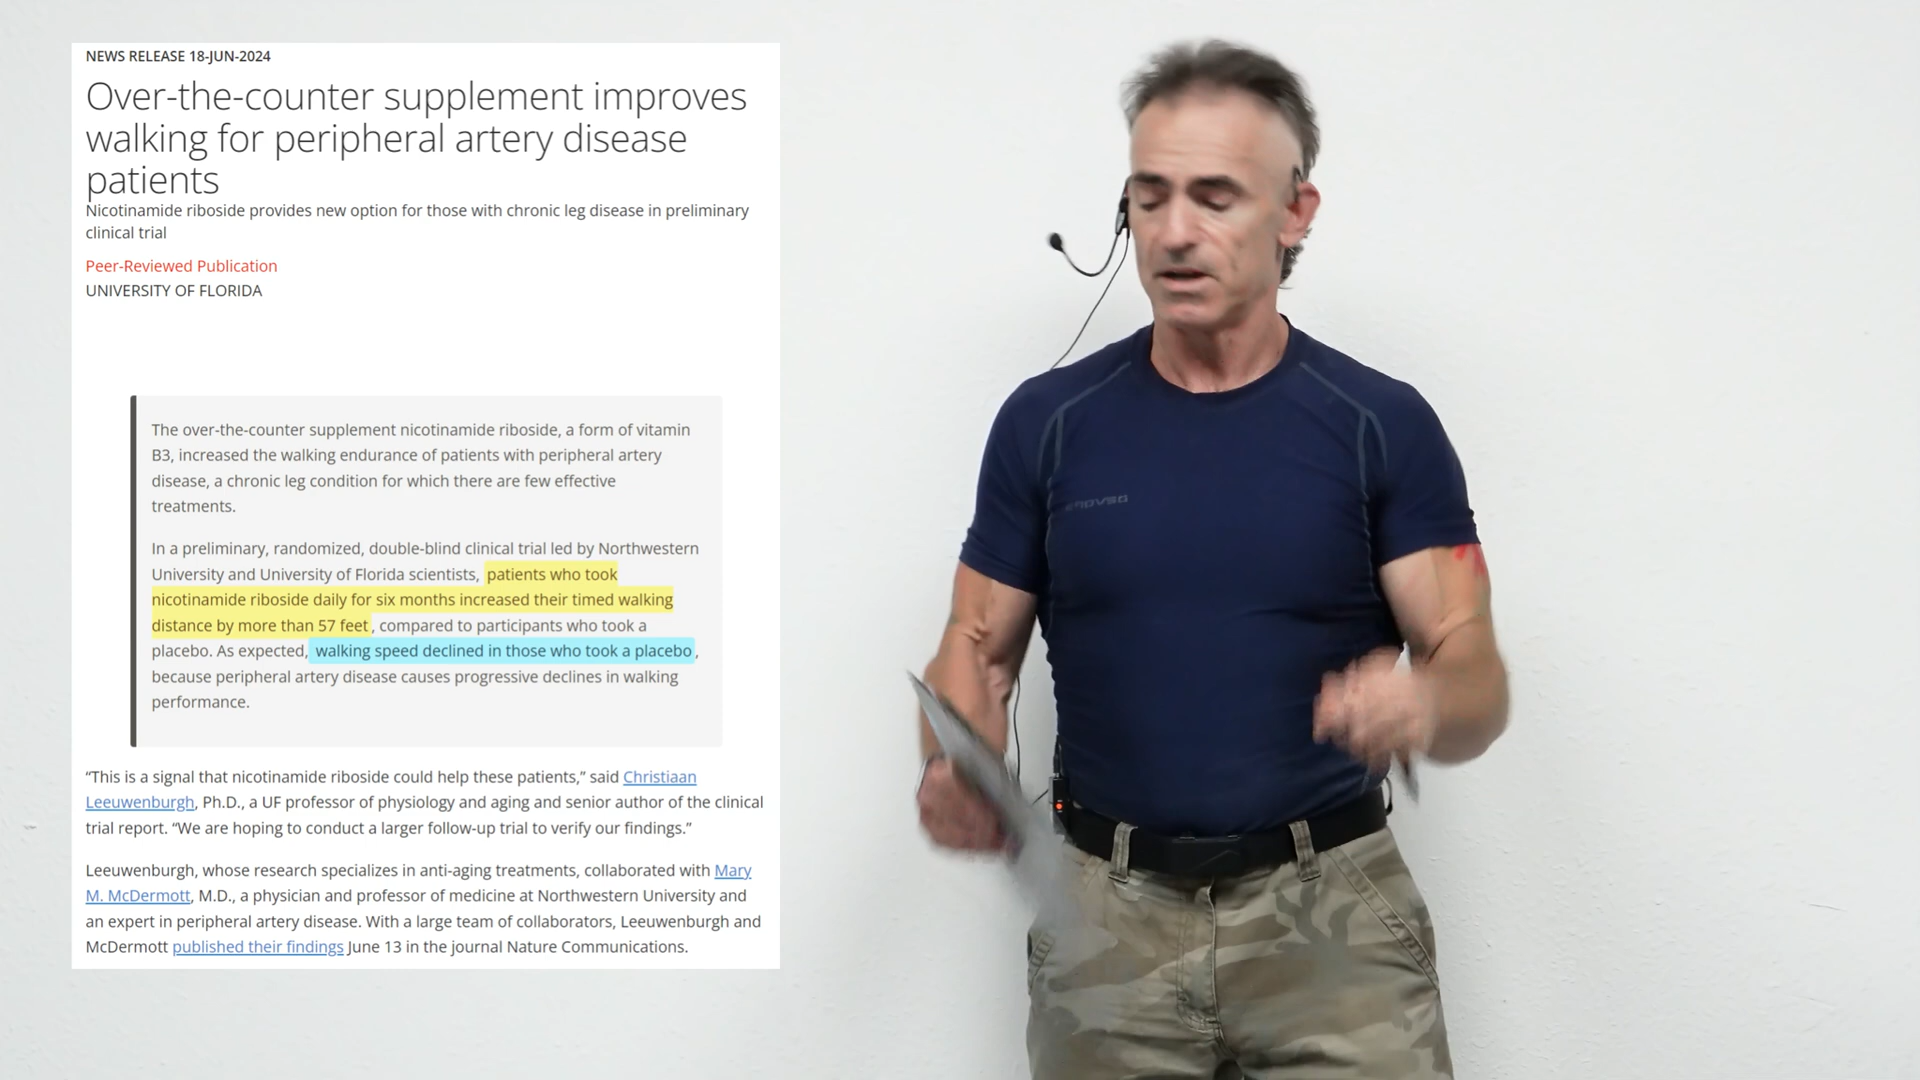 NEWS RELEASE 18-JUN-2024
Over-the-counter supplement improves
walking for peripheral artery disease
patients
Nicotinamide riboside provides new option for those with chronic leg disease in preliminary
clinical trial
Peer-Reviewed Publication
UNIVERSITY OF FLORIDA
The over-the-counter supplement nicotinamide riboside, a form of vitamin
B3, increased the walking endurance of patients with peripheral artery
disease, a chronic leg condition for which there are few effective
treatments.
In a preliminary, randomized, double-blind clinical trial led by Northwestern
University and University of Florida scientists, patients who took
nicotinamide riboside daily for six months increased their timed walking
distance by more than 57 feet, compared to participants who took a
placebo. As expected, walking speed declined in those who took a placebo,
because peripheral artery disease causes progressive declines in walking
performance.
“This is a signal that nicotinamide riboside could help these patients,” said Christiaan
Leeuwenburgh, Ph.D., a UF professor of physiology and aging and senior author of the clinical
trial report. “We are hoping to conduct a larger follow-up trial to verify our findings.”
Leeuwenburgh, whose research specializes in anti-aging treatments, collaborated with Mary
M. McDermott, M.D., a physician and professor of medicine at Northwestern University and
an expert in peripheral artery disease. With a large team of collaborators, Leeuwenburgh and
McDermott published their findings June 13 in the journal Nature Communications.